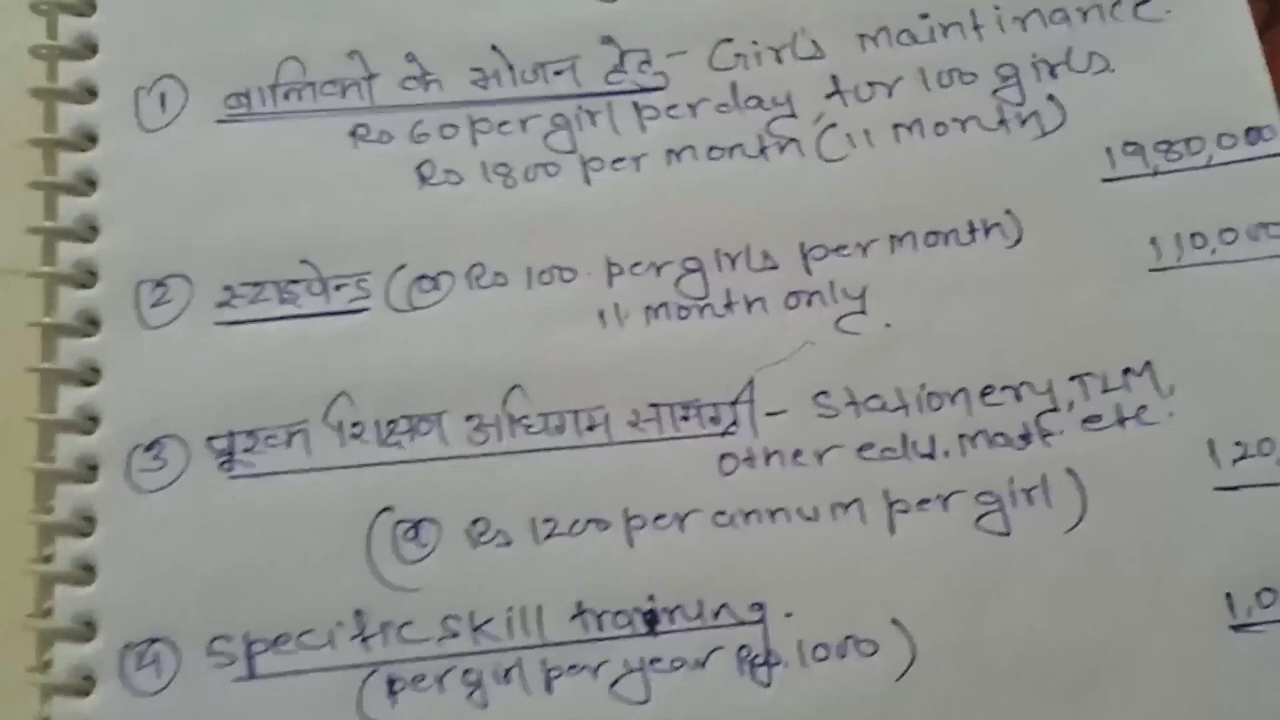 ① बालिकों के भोजन हेतु - Girls maintinance.
Rs 60 per girl per day, for 100 girls.
Rs 1800 per month (11 month)
19,80,000
② स्टाइपेन्ड (@ Rs 100. per girls per month)
110,000
11 month only.
③ पूरक शिक्षण अधिगम सामग्री - Stationery, TLM,
other edu. matt. etc.
120,
(@ Rs 1200 per annum per girl)
④ specific skill training.
1,0
(per girl per year Rs. 1000)